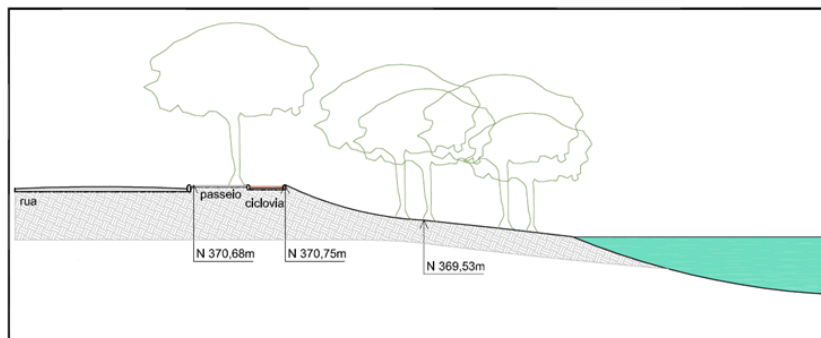 passeio
rua
ciclovia
N 370,68m
N 370,75m
N 369,53m